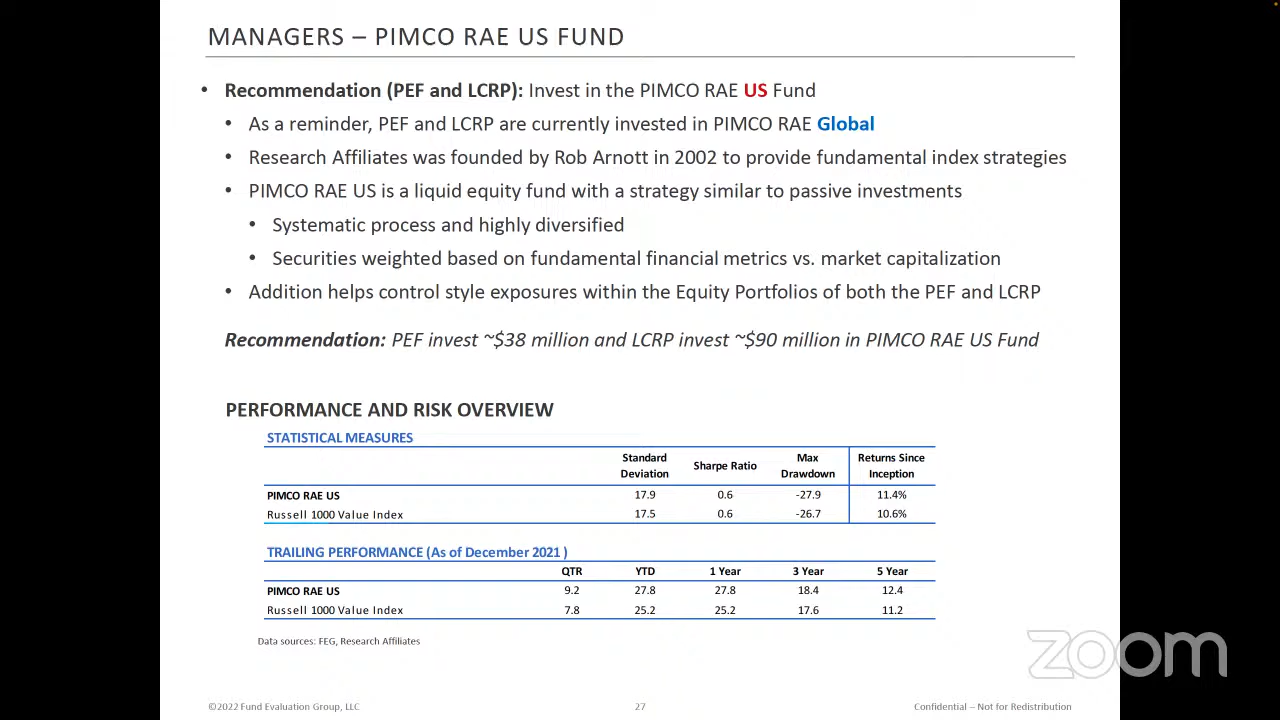 MANAGERS – PIMCO RAE US FUND
• Recommendation (PEF and LCRP): Invest in the PIMCO RAE US Fund
• As a reminder, PEF and LCRP are currently invested in PIMCO RAE Global
• Research Affiliates was founded by Rob Arnott in 2002 to provide fundamental index strategies
• PIMCO RAE US is a liquid equity fund with a strategy similar to passive investments
• Systematic process and highly diversified
• Securities weighted based on fundamental financial metrics vs. market capitalization
• Addition helps control style exposures within the Equity Portfolios of both the PEF and LCRP
Recommendation: PEF invest ~$38 million and LCRP invest ~$90 million in PIMCO RAE US Fund
PERFORMANCE AND RISK OVERVIEW
STATISTICAL MEASURES
Standard Deviation Sharpe Ratio Max Drawdown Returns Since Inception
PIMCO RAE US 17.9 0.6 -27.9 11.4%
Russell 1000 Value Index 17.5 0.6 -26.7 10.6%
TRAILING PERFORMANCE (As of December 2021 )
QTR YTD 1 Year 3 Year 5 Year
PIMCO RAE US 9.2 27.8 27.8 18.4 12.4
Russell 1000 Value Index 7.8 25.2 25.2 17.6 11.2
Data sources: FEG, Research Affiliates
zoom
©2022 Fund Evaluation Group, LLC 27 Confidential – Not for Redistribution